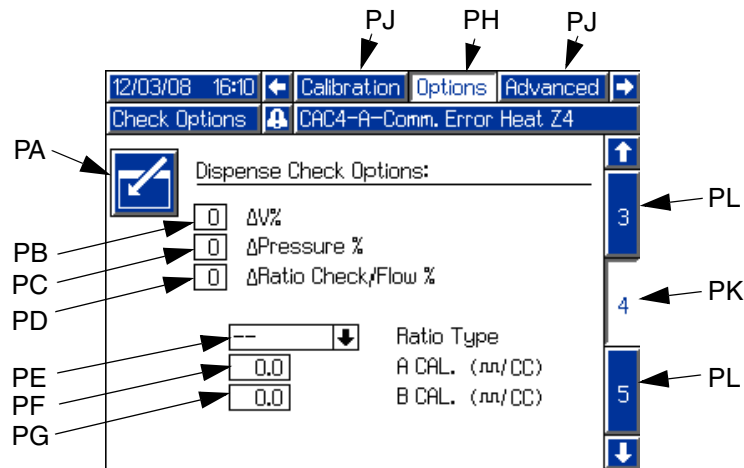 PJ PH PJ
12/03/08 16:10 Calibration Options Advanced
Check Options CAC4-A-Comm. Error Heat Z4
PA Dispense Check Options:
3 PL
PB 0 ΔV%
PC 0 ΔPressure %
PD 0 ΔRatio Check/Flow %
4 PK
PE -- Ratio Type
PF 0.0 A CAL. (⎍⎍/CC)
PG 0.0 B CAL. (⎍⎍/CC)
5 PL